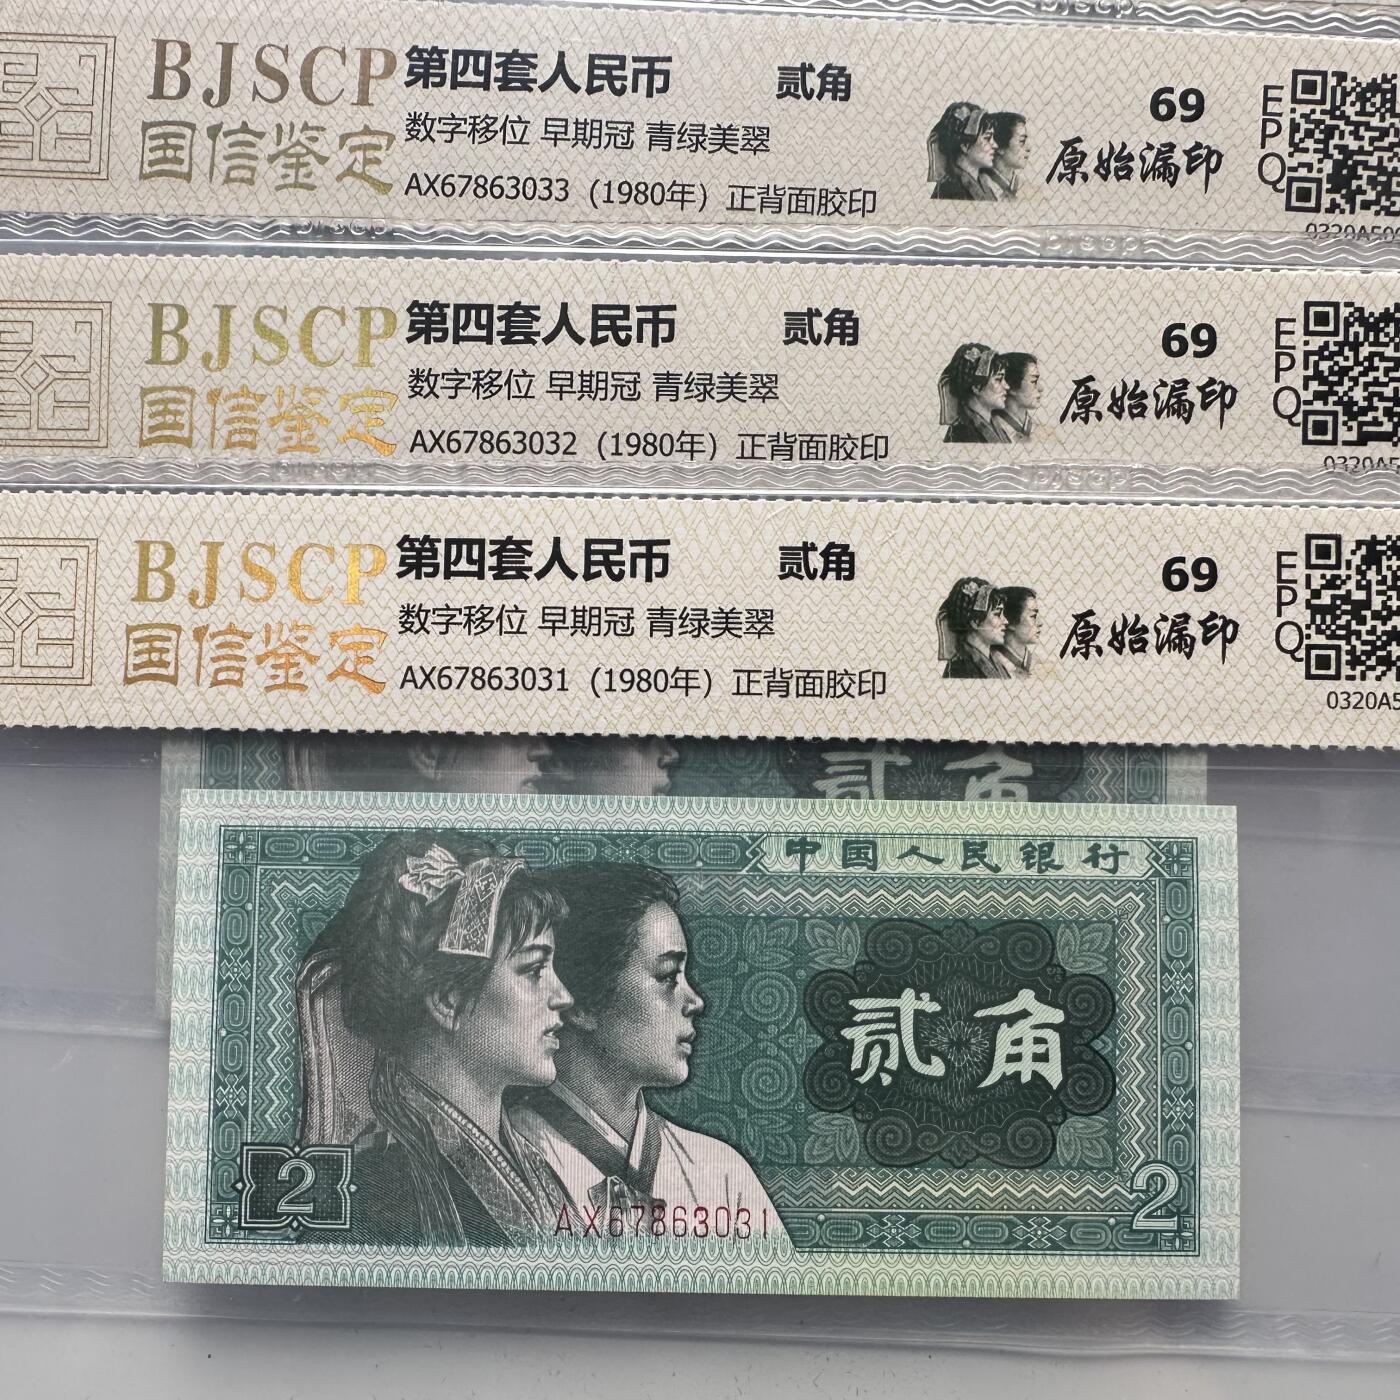 BJSCP 第四套人民币 贰角 69
国信鉴定 数字移位 早期冠 青绿美翠 原始漏印
AX67863033（1980年）正背面胶印
EPQ
BJSCP 第四套人民币 贰角 69
国信鉴定 数字移位 早期冠 青绿美翠 原始漏印
AX67863032（1980年）正背面胶印
EPQ
BJSCP 第四套人民币 贰角 69
国信鉴定 数字移位 早期冠 青绿美翠 原始漏印
AX67863031（1980年）正背面胶印
EPQ
0320A5
贰角
中国人民银行
贰角
2
2
AX67863031